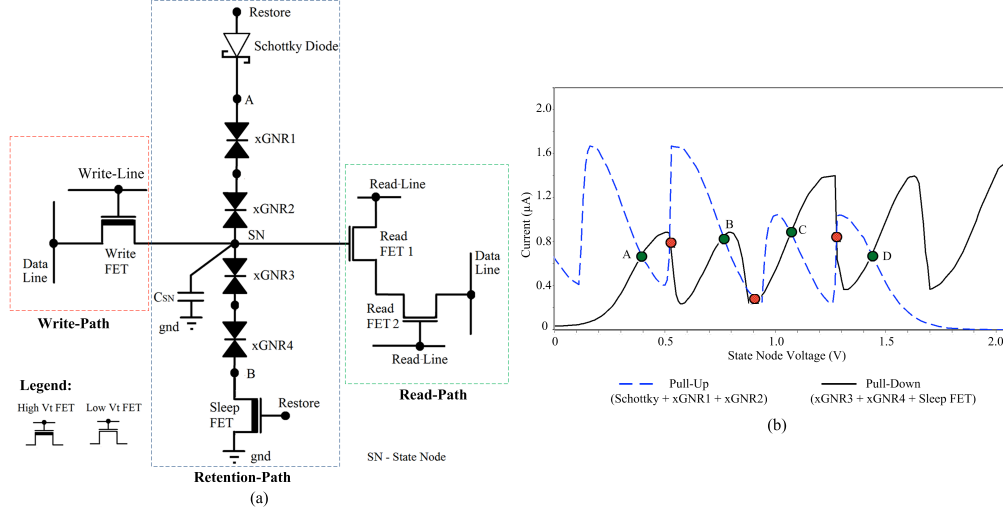 Restore
Schottky Diode
A
xGNR1
xGNR2
SN
xGNR3
xGNR4
B
Sleep
FET
Restore
gnd
Retention-Path
(a)
Write-Line
Write
FET
Data
Line
CSN
gnd
Write-Path
Legend:
High Vt FET
Low Vt FET
Read-Line
Read
FET 1
Data
Line
Read
FET 2
Read-Line
Read-Path
SN - State Node
Current (µA)
2.0
1.6
1.2
0.8
0.4
0
A
B
C
D
0.5
1.0
1.5
2.0
State Node Voltage (V)
Pull-Up
(Schottky + xGNR1 + xGNR2)
Pull-Down
(xGNR3 + xGNR4 + Sleep FET)
(b)